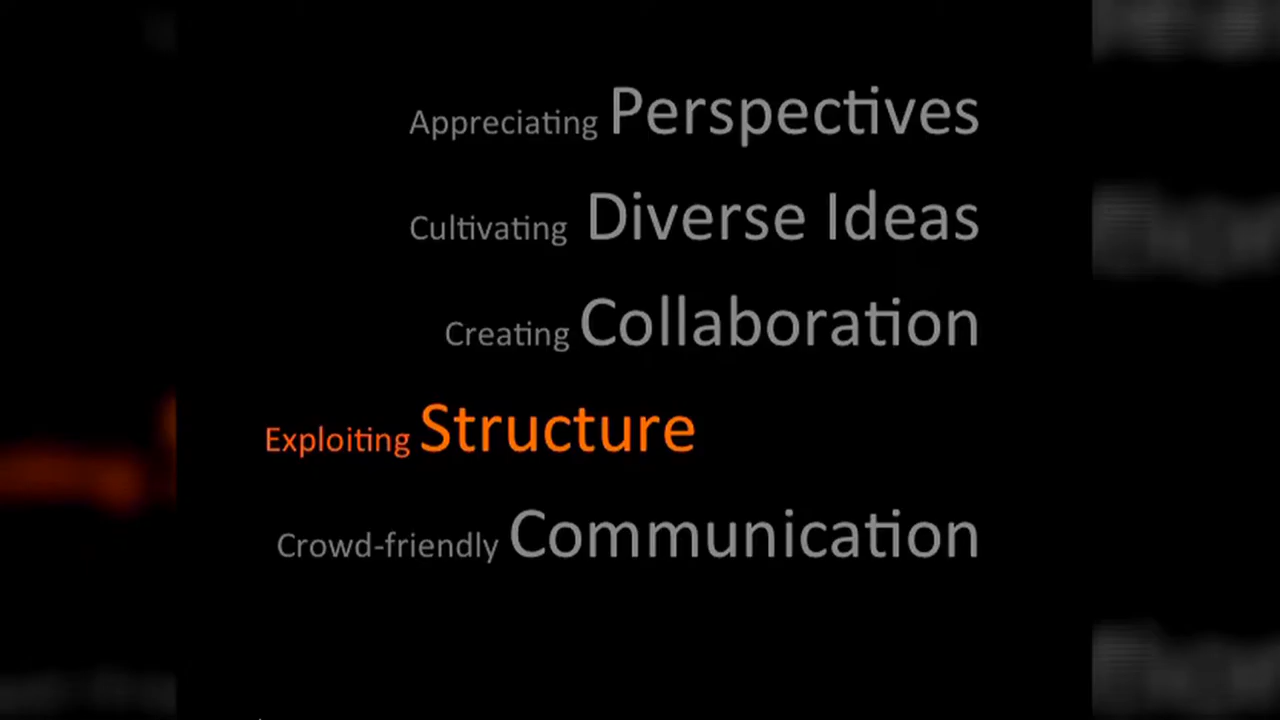 Appreciating Perspectives
Cultivating Diverse Ideas
Creating Collaboration
Exploiting Structure
Crowd-friendly Communication